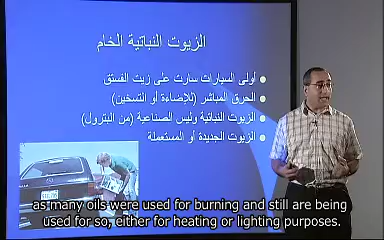 الزيوت النباتية الخام
أولى السيارات سارت على زيت الفستق
الحرق المباشر (للإضاءة أو التسخين)
الزيوت النباتية وليس الصناعية (من البترول)
الزيوت الجديدة أو المستعملة
as many oils were used for burning and still are being
used for so, either for heating or lighting purposes.